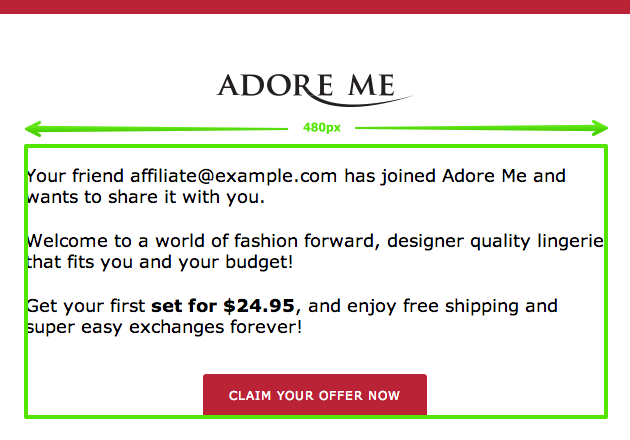 ADORE ME
480px
Your friend affiliate@example.com has joined Adore Me and
wants to share it with you.
Welcome to a world of fashion forward, designer quality lingerie
that fits you and your budget!
Get your first set for $24.95, and enjoy free shipping and
super easy exchanges forever!
CLAIM YOUR OFFER NOW